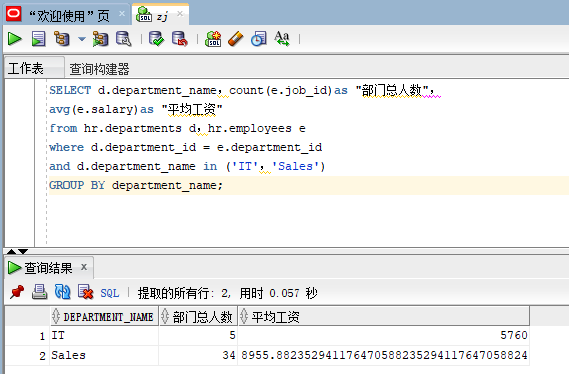 "欢迎使用"页 zj
SQL
工作表 查询构建器
SELECT d.department_name，count(e.job_id)as "部门总人数"，
avg(e.salary)as "平均工资"
from hr.departments d，hr.employees e
where d.department_id = e.department_id
and d.department_name in ('IT'，'Sales')
GROUP BY department_name;
查询结果 x
SQL | 提取的所有行: 2, 用时 0.057 秒
DEPARTMENT_NAME 部门总人数 平均工资
1 IT 5 5760
2 Sales 34 8955.882352941176470588235294117647058824